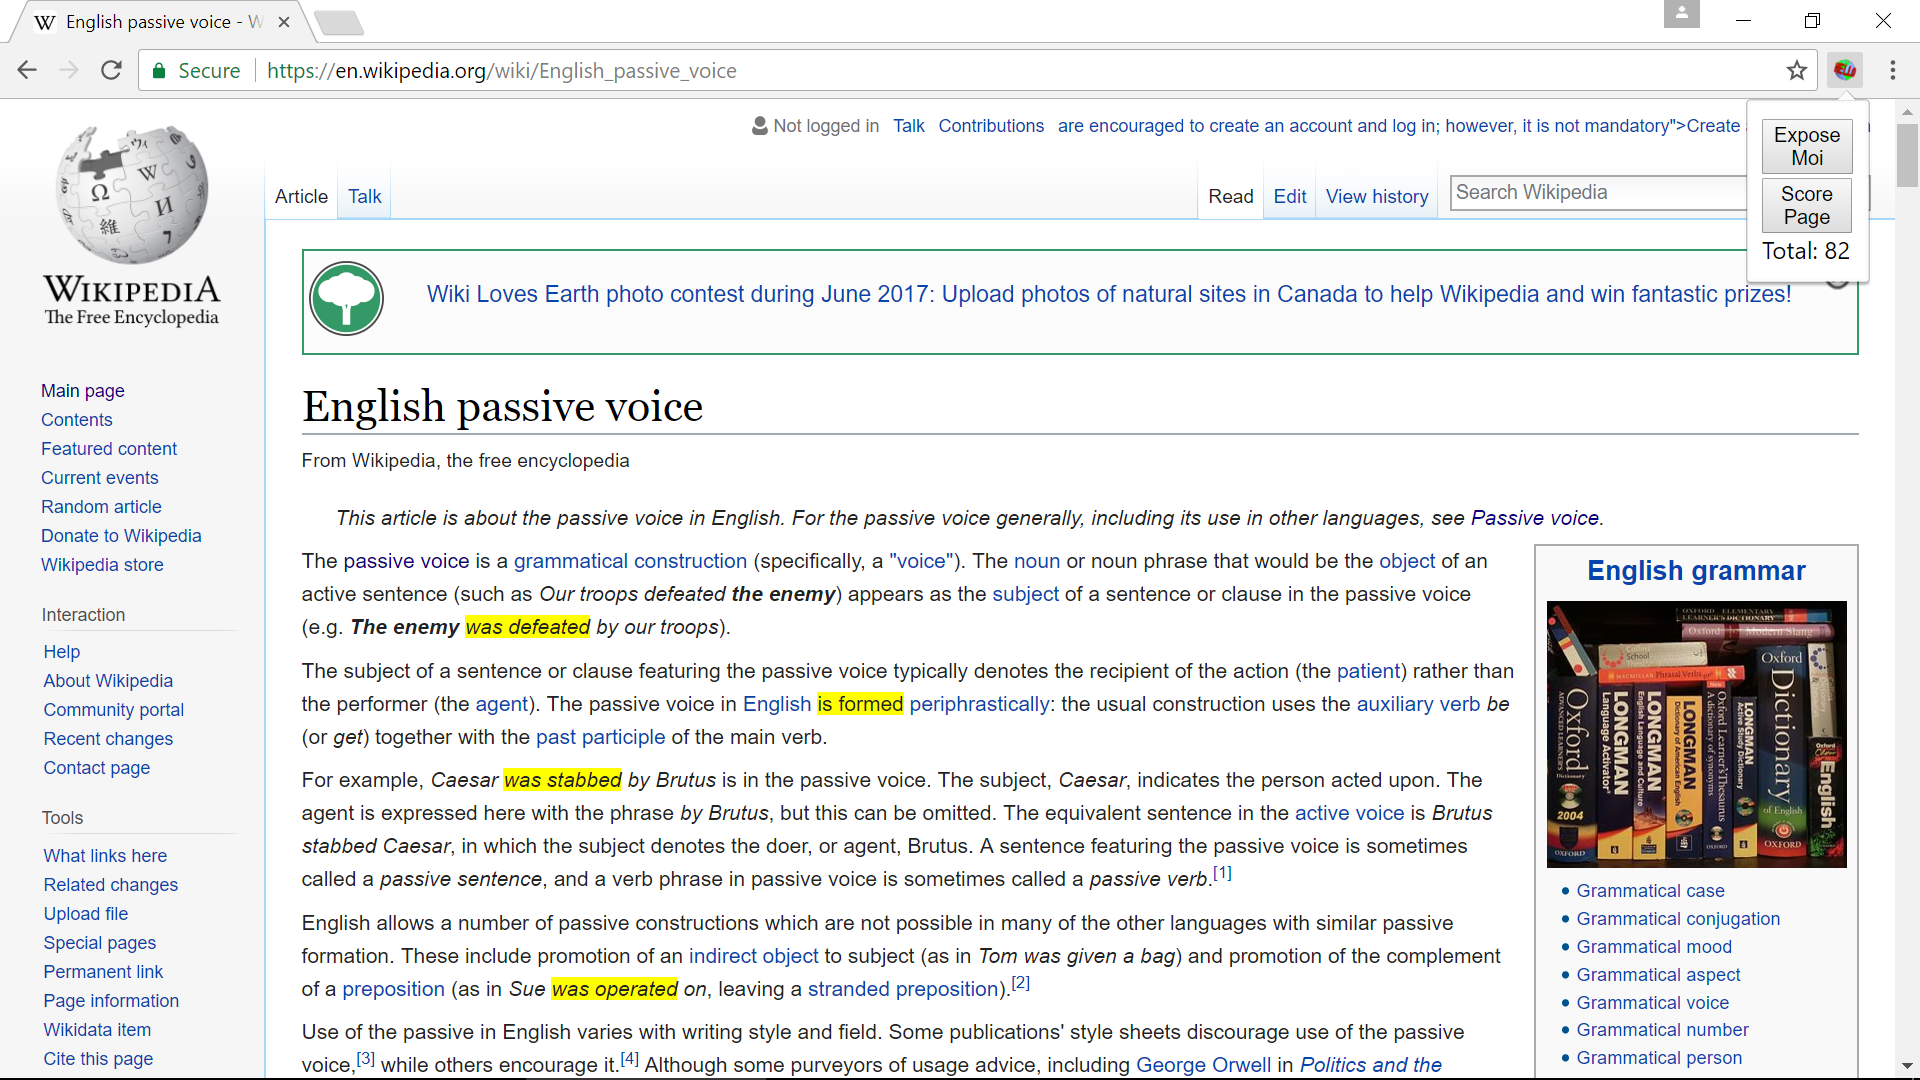 English passive voice - W
Secure
https://en.wikipedia.org/wiki/English_passive_voice
Not logged in Talk Contributions are encouraged to create an account and log in; however, it is not mandatory">Create
Expose
Moi
Score
Page
Total: 82
Article Talk
Read Edit View history
Search Wikipedia
WIKIPEDIA
The Free Encyclopedia
Main page
Contents
Featured content
Current events
Random article
Donate to Wikipedia
Wikipedia store
Interaction
Help
About Wikipedia
Community portal
Recent changes
Contact page
Tools
What links here
Related changes
Upload file
Special pages
Permanent link
Page information
Wikidata item
Cite this page
Wiki Loves Earth photo contest during June 2017: Upload photos of natural sites in Canada to help Wikipedia and win fantastic prizes!
English passive voice
From Wikipedia, the free encyclopedia
This article is about the passive voice in English. For the passive voice generally, including its use in other languages, see Passive voice.
The passive voice is a grammatical construction (specifically, a "voice"). The noun or noun phrase that would be the object of an
active sentence (such as Our troops defeated the enemy) appears as the subject of a sentence or clause in the passive voice
(e.g. The enemy was defeated by our troops).
The subject of a sentence or clause featuring the passive voice typically denotes the recipient of the action (the patient) rather than
the performer (the agent). The passive voice in English is formed periphrastically: the usual construction uses the auxiliary verb be
(or get) together with the past participle of the main verb.
For example, Caesar was stabbed by Brutus is in the passive voice. The subject, Caesar, indicates the person acted upon. The
agent is expressed here with the phrase by Brutus, but this can be omitted. The equivalent sentence in the active voice is Brutus
stabbed Caesar, in which the subject denotes the doer, or agent, Brutus. A sentence featuring the passive voice is sometimes
called a passive sentence, and a verb phrase in passive voice is sometimes called a passive verb.[1]
English allows a number of passive constructions which are not possible in many of the other languages with similar passive
formation. These include promotion of an indirect object to subject (as in Tom was given a bag) and promotion of the complement
of a preposition (as in Sue was operated on, leaving a stranded preposition).[2]
Use of the passive in English varies with writing style and field. Some publications' style sheets discourage use of the passive
voice,[3] while others encourage it.[4] Although some purveyors of usage advice, including George Orwell in Politics and the
English grammar
Oxford
2004
OXFORD
LONGMAN
Language Activator
LONGMAN
LONGMAN
LONGMAN
Oxford
Dictionary
of English
OXFORD
English
Grammatical case
Grammatical conjugation
Grammatical mood
Grammatical aspect
Grammatical voice
Grammatical number
Grammatical person